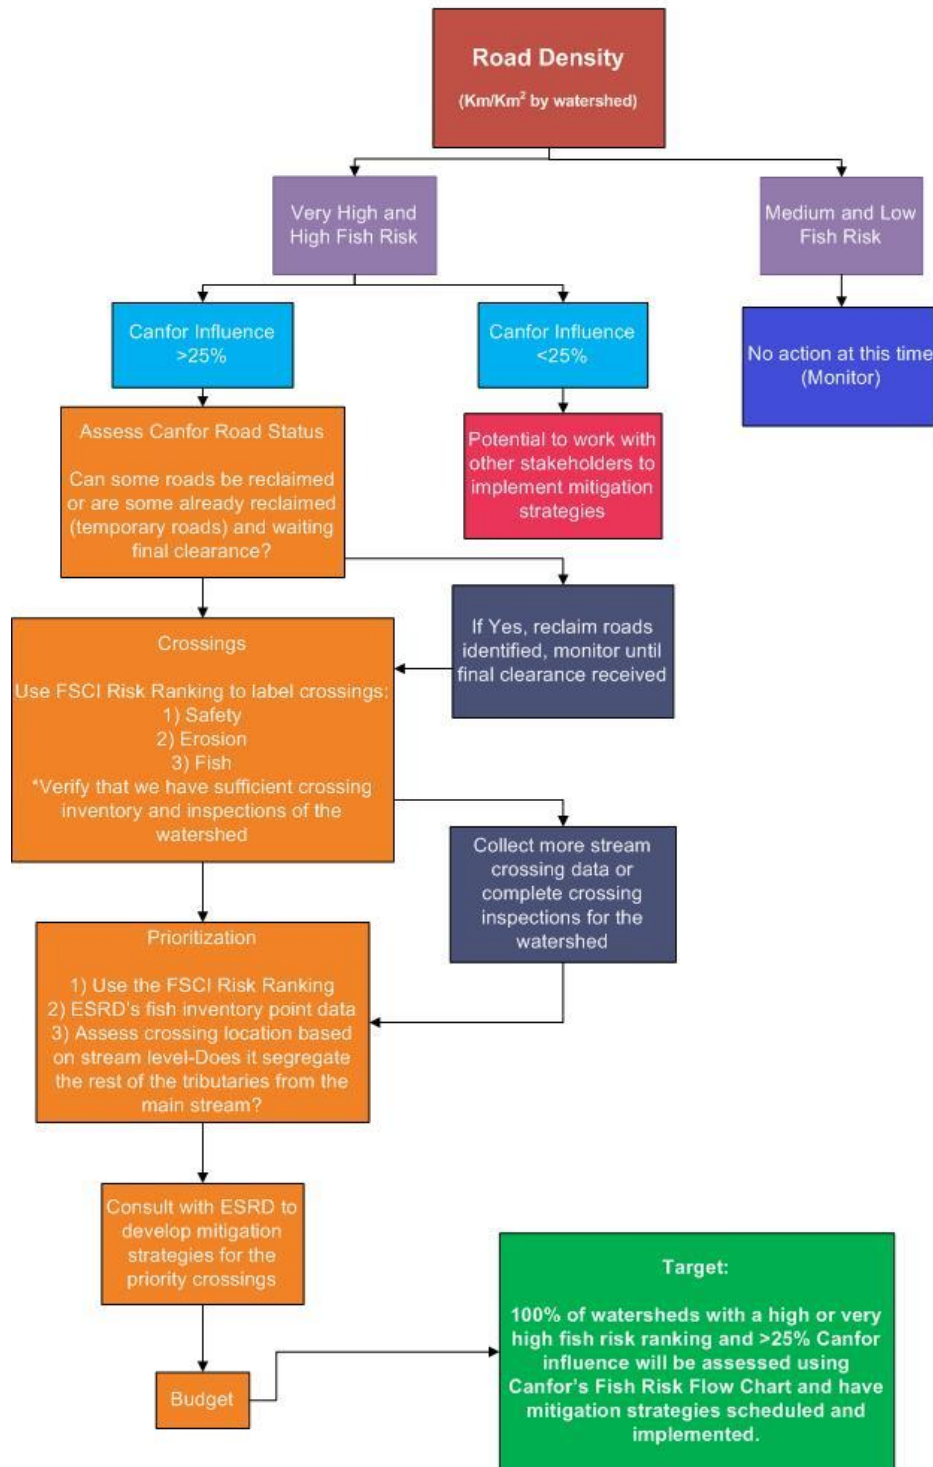 Road Density
(Km/Km² by watershed)
Very High and
High Fish Risk
Medium and Low
Fish Risk
Canfor Influence
>25%
Canfor Influence
<25%
No action at this time
(Monitor)
Assess Canfor Road Status
Can some roads be reclaimed
or are some already reclaimed
(temporary roads) and waiting
final clearance?
Potential to work with
other stakeholders to
implement mitigation
strategies
If Yes, reclaim roads
identified, monitor until
final clearance received
Crossings
Use FSCI Risk Ranking to label crossings:
1) Safety
2) Erosion
3) Fish
*Verify that we have sufficient crossing
inventory and inspections of the
watershed
Collect more stream
crossing data or
complete crossing
inspections for the
watershed
Prioritization
1) Use the FSCI Risk Ranking
2) ESRD's fish inventory point data
3) Assess crossing location based
on stream level-Does it segregate
the rest of the tributaries from the
main stream?
Consult with ESRD to
develop mitigation
strategies for the
priority crossings
Budget
Target:
100% of watersheds with a high or very
high fish risk ranking and >25% Canfor
influence will be assessed using
Canfor's Fish Risk Flow Chart and have
mitigation strategies scheduled and
implemented.